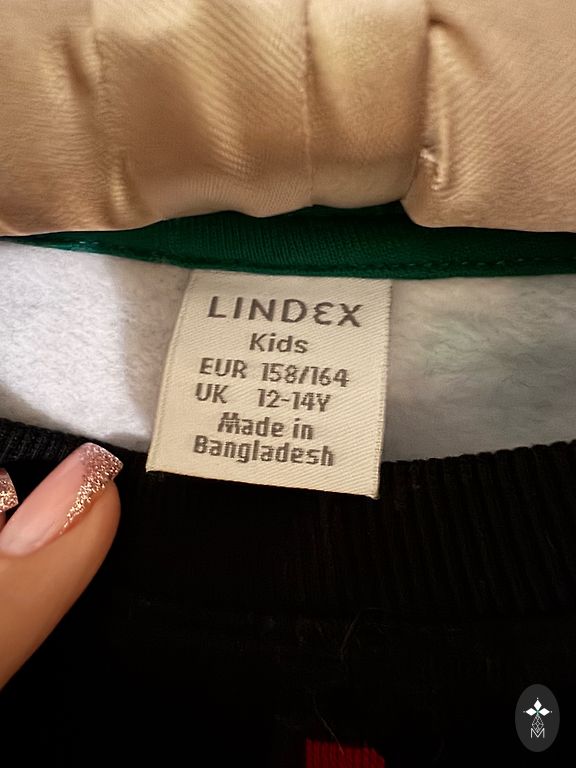 LINDEX
Kids
EUR 158/164
UK 12-14Y
Made in
Bangladesh
M